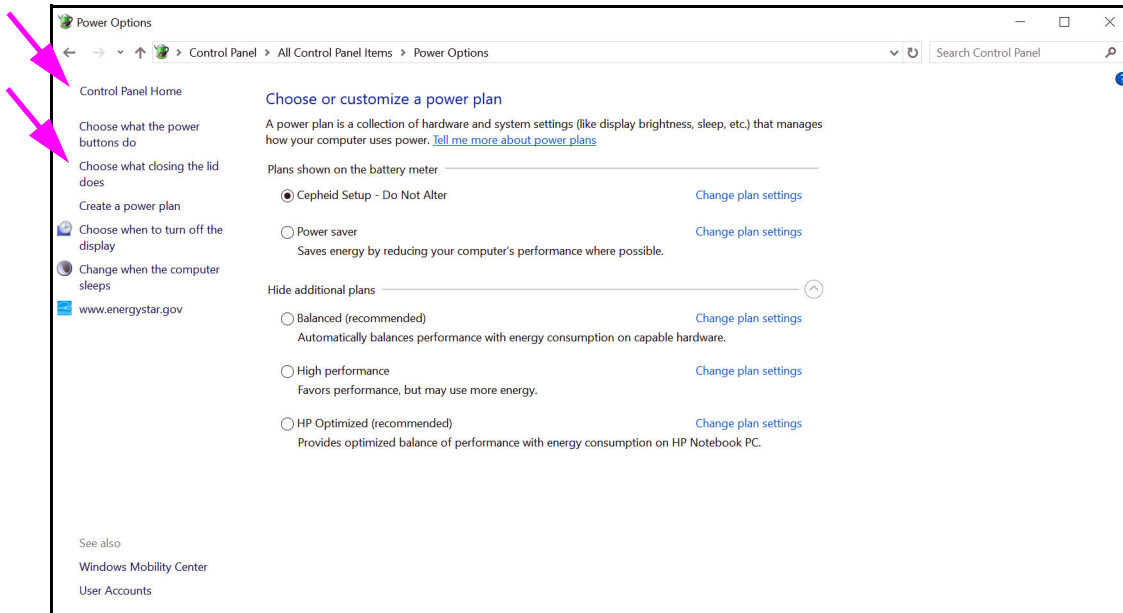 Power Options
Control Panel > All Control Panel Items > Power Options
Search Control Panel
Control Panel Home
Choose what the power
buttons do
Choose what closing the lid
does
Create a power plan
Choose when to turn off the
display
Change when the computer
sleeps
www.energystar.gov
Choose or customize a power plan
A power plan is a collection of hardware and system settings (like display brightness, sleep, etc.) that manages
how your computer uses power. Tell me more about power plans
Plans shown on the battery meter
Cepheid Setup - Do Not Alter Change plan settings
Power saver Change plan settings
Saves energy by reducing your computer's performance where possible.
Hide additional plans
Balanced (recommended) Change plan settings
Automatically balances performance with energy consumption on capable hardware.
High performance Change plan settings
Favors performance, but may use more energy.
HP Optimized (recommended) Change plan settings
Provides optimized balance of performance with energy consumption on HP Notebook PC.
See also
Windows Mobility Center
User Accounts